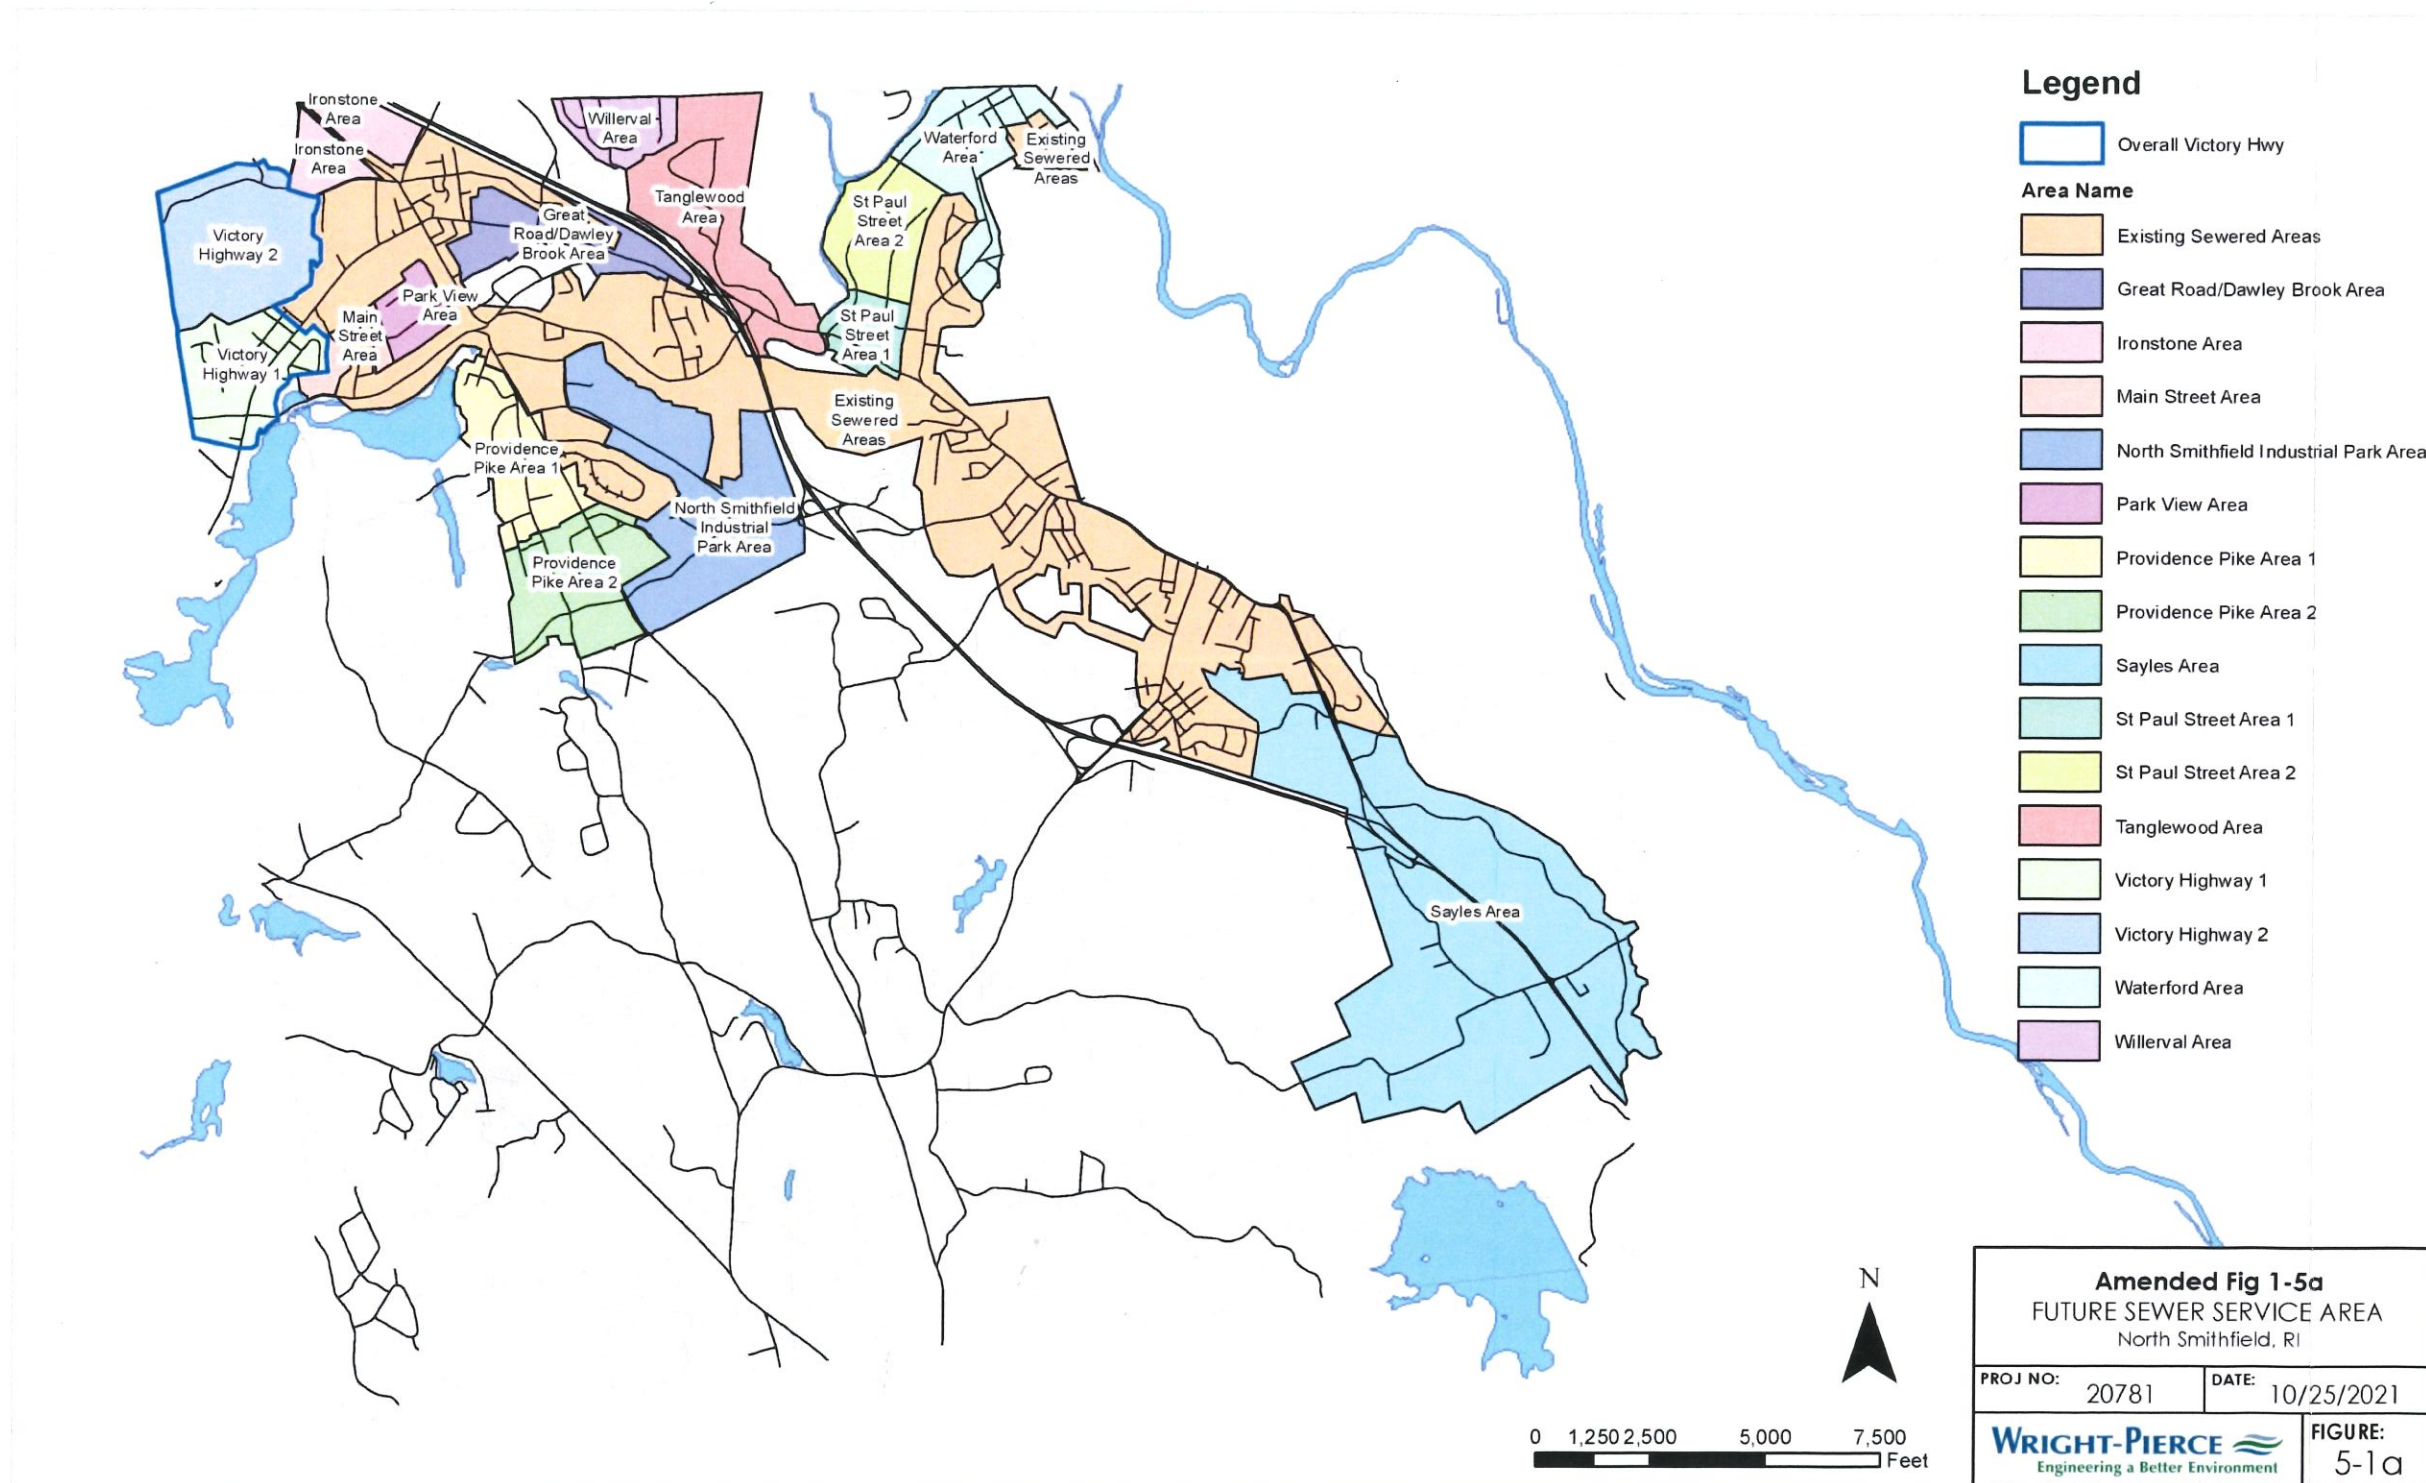 Ironstone
Area
Ironstone
Area
Willerval
Area
Waterford
Area
Existing
Sewered
Areas
Tanglewood
Area
St Paul
Street
Area 2
Great
Road/Dawley
Brook Area
Victory
Highway 2
Park View
Area
Main
Street
Area
St Paul
Street
Area 1
Victory
Highway 1
Existing
Sewered
Areas
Providence
Pike Area 1
North Smithfield
Industrial
Park Area
Providence
Pike Area 2
Sayles Area
Legend
Overall Victory Hwy
Area Name
Existing Sewered Areas
Great Road/Dawley Brook Area
Ironstone Area
Main Street Area
North Smithfield Industrial Park Area
Park View Area
Providence Pike Area 1
Providence Pike Area 2
Sayles Area
St Paul Street Area 1
St Paul Street Area 2
Tanglewood Area
Victory Highway 1
Victory Highway 2
Waterford Area
Willerval Area
N
0 1,250 2,500 5,000 7,500
Feet
Amended Fig 1-5a
FUTURE SEWER SERVICE AREA
North Smithfield, RI
PROJ NO: 20781
DATE: 10/25/2021
WRIGHT-PIERCE
Engineering a Better Environment
FIGURE:
5-1a